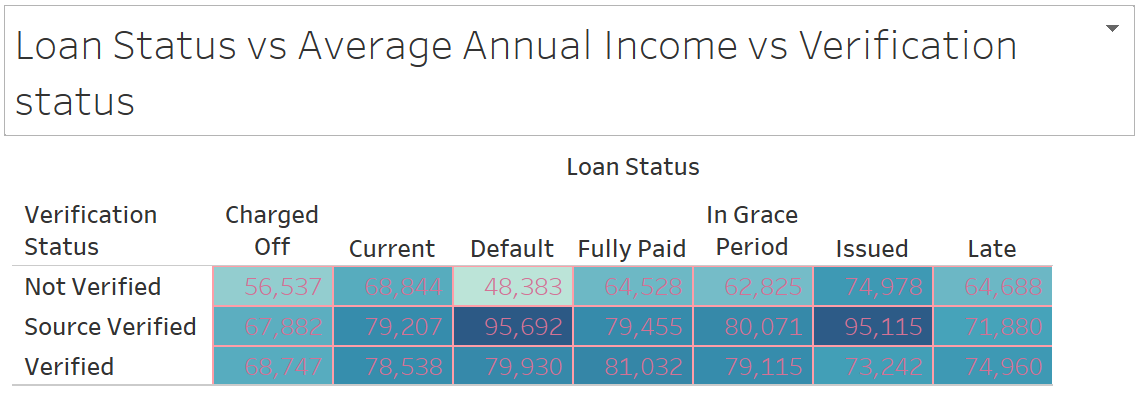 Loan Status vs Average Annual Income vs Verification
status
Loan Status
Verification Status Charged Off Current Default Fully Paid In Grace Period Issued Late
Not Verified 56,537 68,844 48,383 64,528 62,825 74,978 64,688
Source Verified 67,882 79,207 95,692 79,455 80,071 95,115 71,880
Verified 68,747 78,538 79,930 81,032 79,115 73,242 74,960